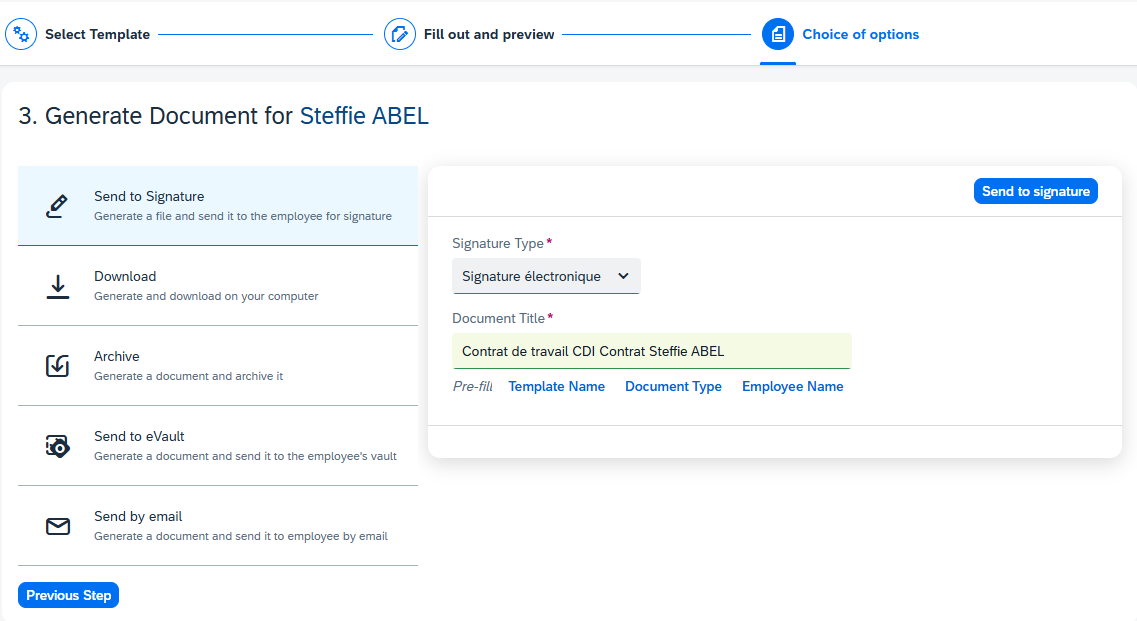 Select Template
Fill out and preview
Choice of options
3. Generate Document for Steffie ABEL
Send to Signature
Generate a file and send it to the employee for signature
Download
Generate and download on your computer
Archive
Generate a document and archive it
Send to eVault
Generate a document and send it to the employee's vault
Send by email
Generate a document and send it to employee by email
Previous Step
Send to signature
Signature Type*
Signature électronique
Document Title*
Contrat de travail CDI Contrat Steffie ABEL
Pre-fill Template Name Document Type Employee Name